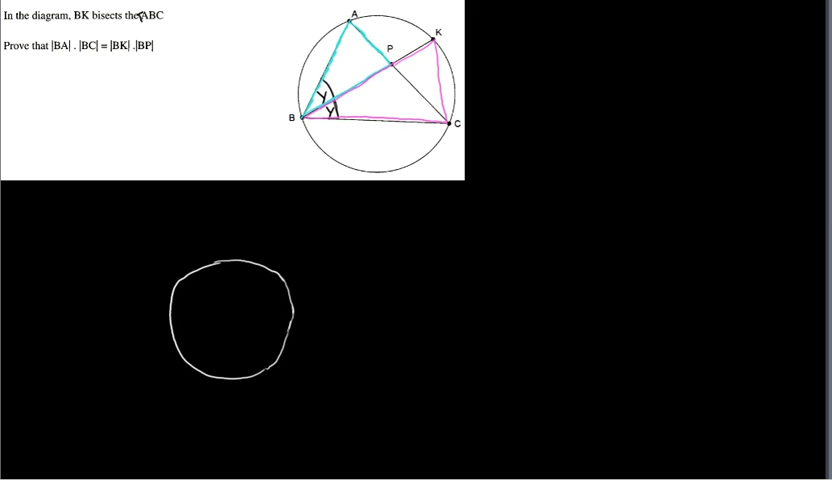 In the diagram, BK bisects the ∠ABC
Prove that |BA| . |BC| = |BK| .|BP|
A
K
P
B
C
Y
Y